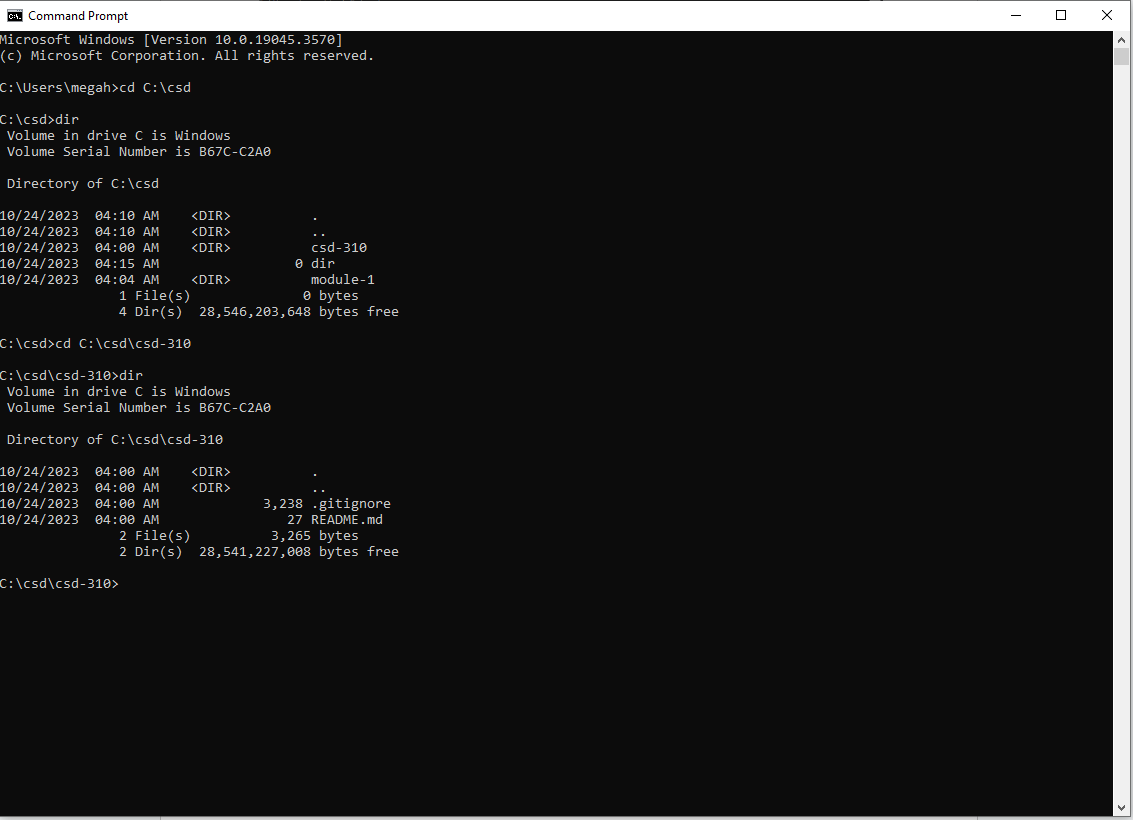 Command Prompt
Microsoft Windows [Version 10.0.19045.3570]
(c) Microsoft Corporation. All rights reserved.
C:\Users\megah>cd C:\csd
C:\csd>dir
 Volume in drive C is Windows
 Volume Serial Number is B67C-C2A0
 Directory of C:\csd
10/24/2023  04:10 AM    <DIR>          .
10/24/2023  04:10 AM    <DIR>          ..
10/24/2023  04:00 AM    <DIR>          csd-310
10/24/2023  04:15 AM                 0 dir
10/24/2023  04:04 AM    <DIR>          module-1
               1 File(s)              0 bytes
               4 Dir(s)  28,546,203,648 bytes free
C:\csd>cd C:\csd\csd-310
C:\csd\csd-310>dir
 Volume in drive C is Windows
 Volume Serial Number is B67C-C2A0
 Directory of C:\csd\csd-310
10/24/2023  04:00 AM    <DIR>          .
10/24/2023  04:00 AM    <DIR>          ..
10/24/2023  04:00 AM             3,238 .gitignore
10/24/2023  04:00 AM                27 README.md
               2 File(s)          3,265 bytes
               2 Dir(s)  28,541,227,008 bytes free
C:\csd\csd-310>